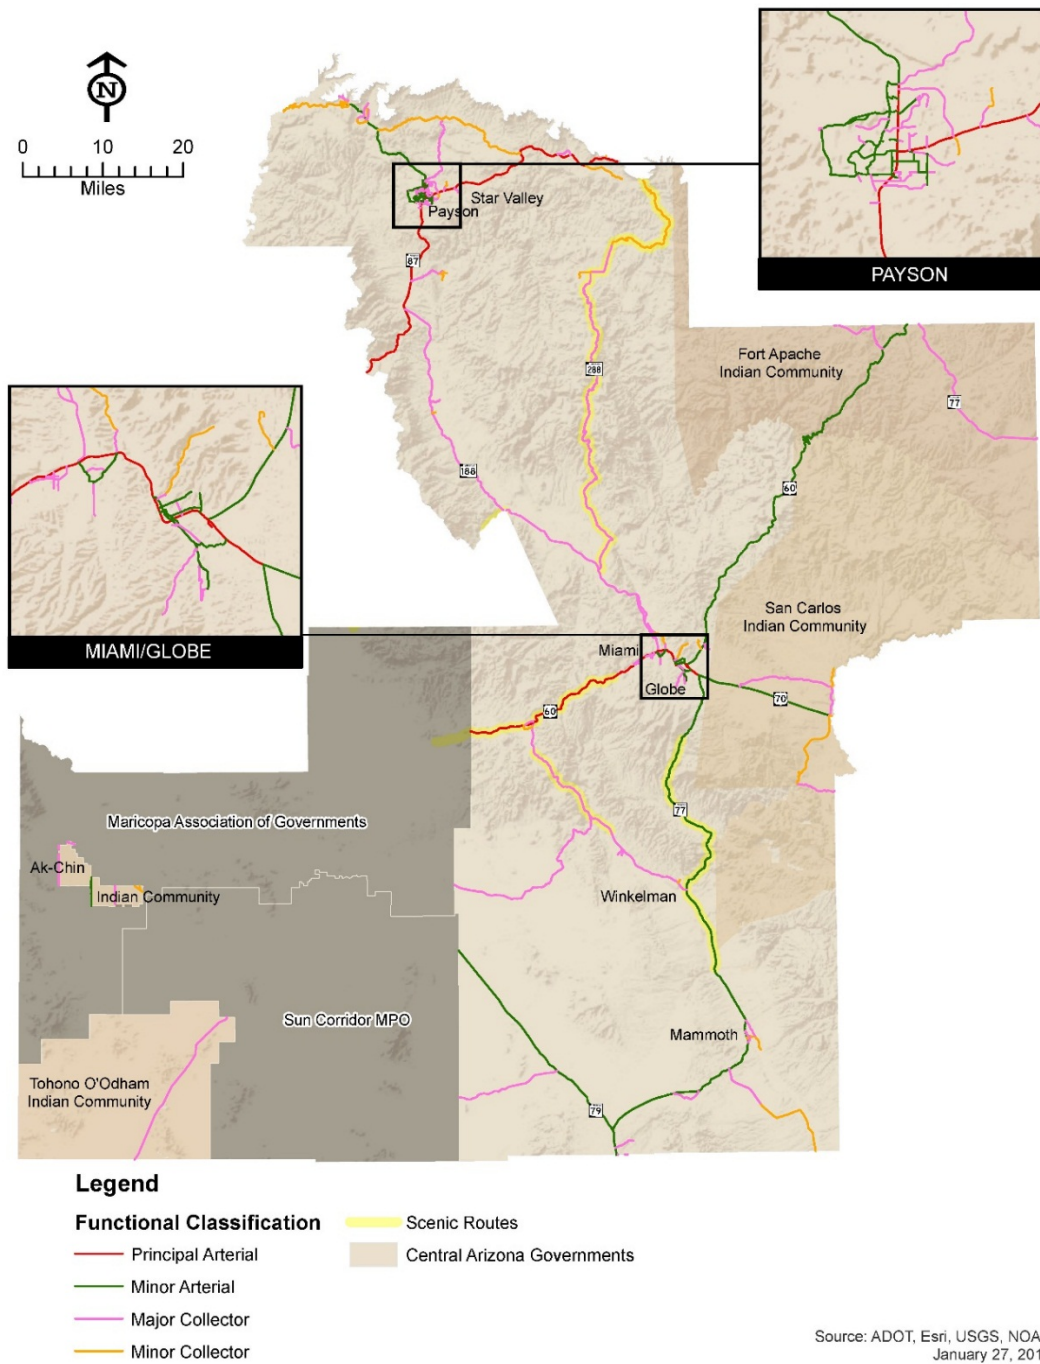 N
0 10 20
Miles
PAYSON
Star Valley
Payson
87
288
188
Fort Apache
Indian Community
77
60
MIAMI/GLOBE
San Carlos
Indian Community
Miami
Globe
70
60
77
Maricopa Association of Governments
Ak-Chin
Indian Community
Winkelman
Sun Corridor MPO
Mammoth
Tohono O'Odham
Indian Community
79
Legend
Functional Classification
Principal Arterial
Minor Arterial
Major Collector
Minor Collector
Scenic Routes
Central Arizona Governments
Source: ADOT, Esri, USGS, NOA
January 27, 201